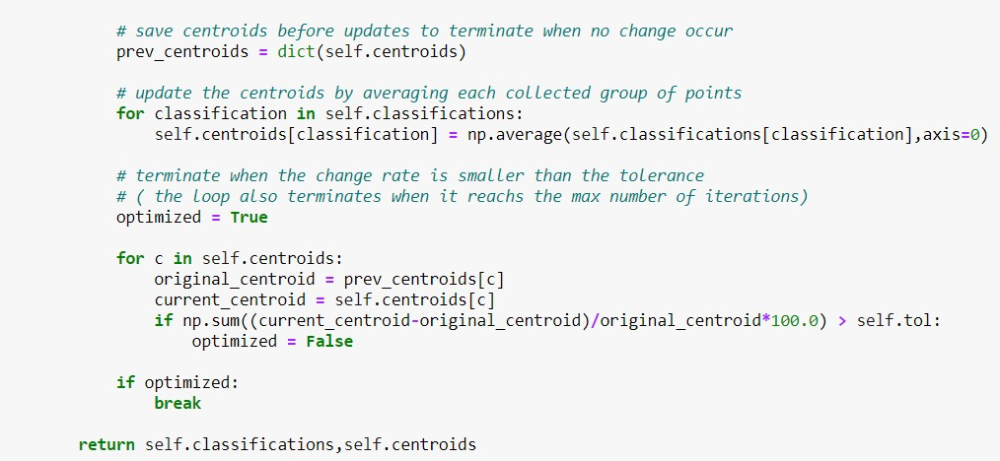 # save centroids before updates to terminate when no change occur
prev_centroids = dict(self.centroids)
# update the centroids by averaging each collected group of points
for classification in self.classifications:
self.centroids[classification] = np.average(self.classifications[classification],axis=0)
# terminate when the change rate is smaller than the tolerance
# ( the loop also terminates when it reachs the max number of iterations)
optimized = True
for c in self.centroids:
original_centroid = prev_centroids[c]
current_centroid = self.centroids[c]
if np.sum((current_centroid-original_centroid)/original_centroid*100.0) > self.tol:
optimized = False
if optimized:
break
return self.classifications,self.centroids